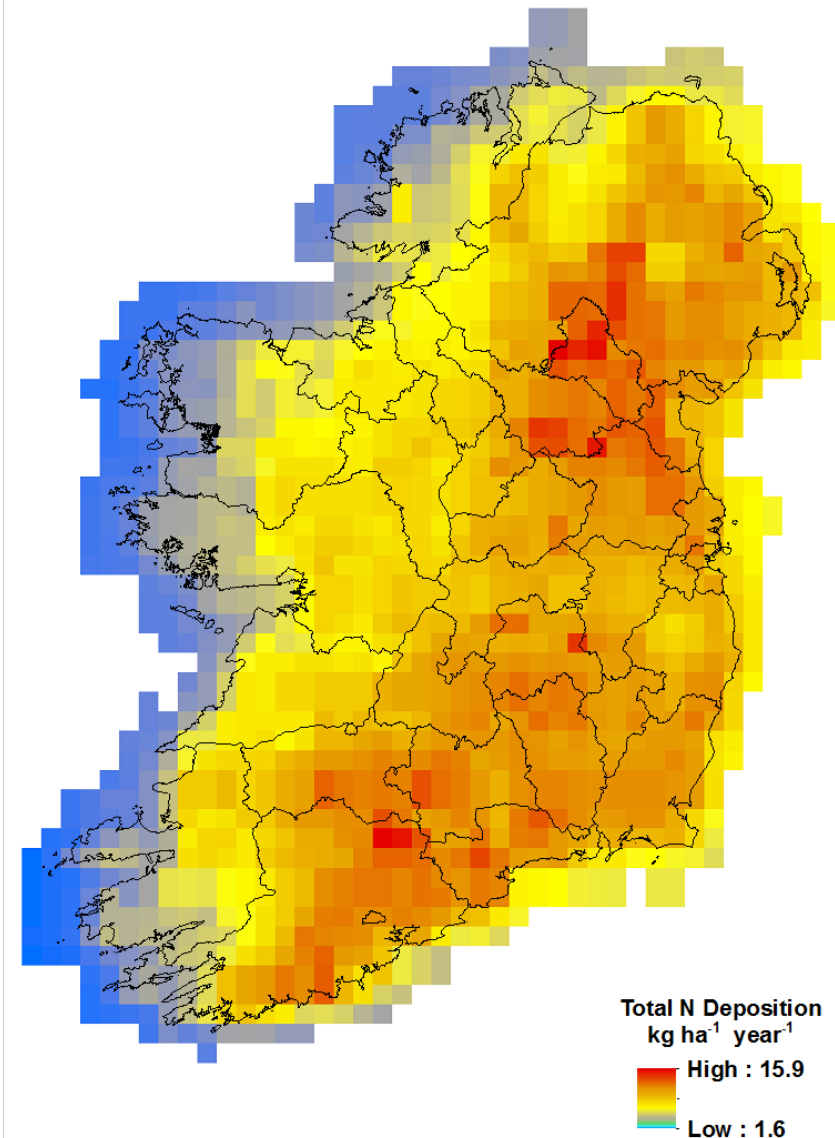 Total N Deposition
kg ha⁻¹ year⁻¹
High : 15.9
Low : 1.6